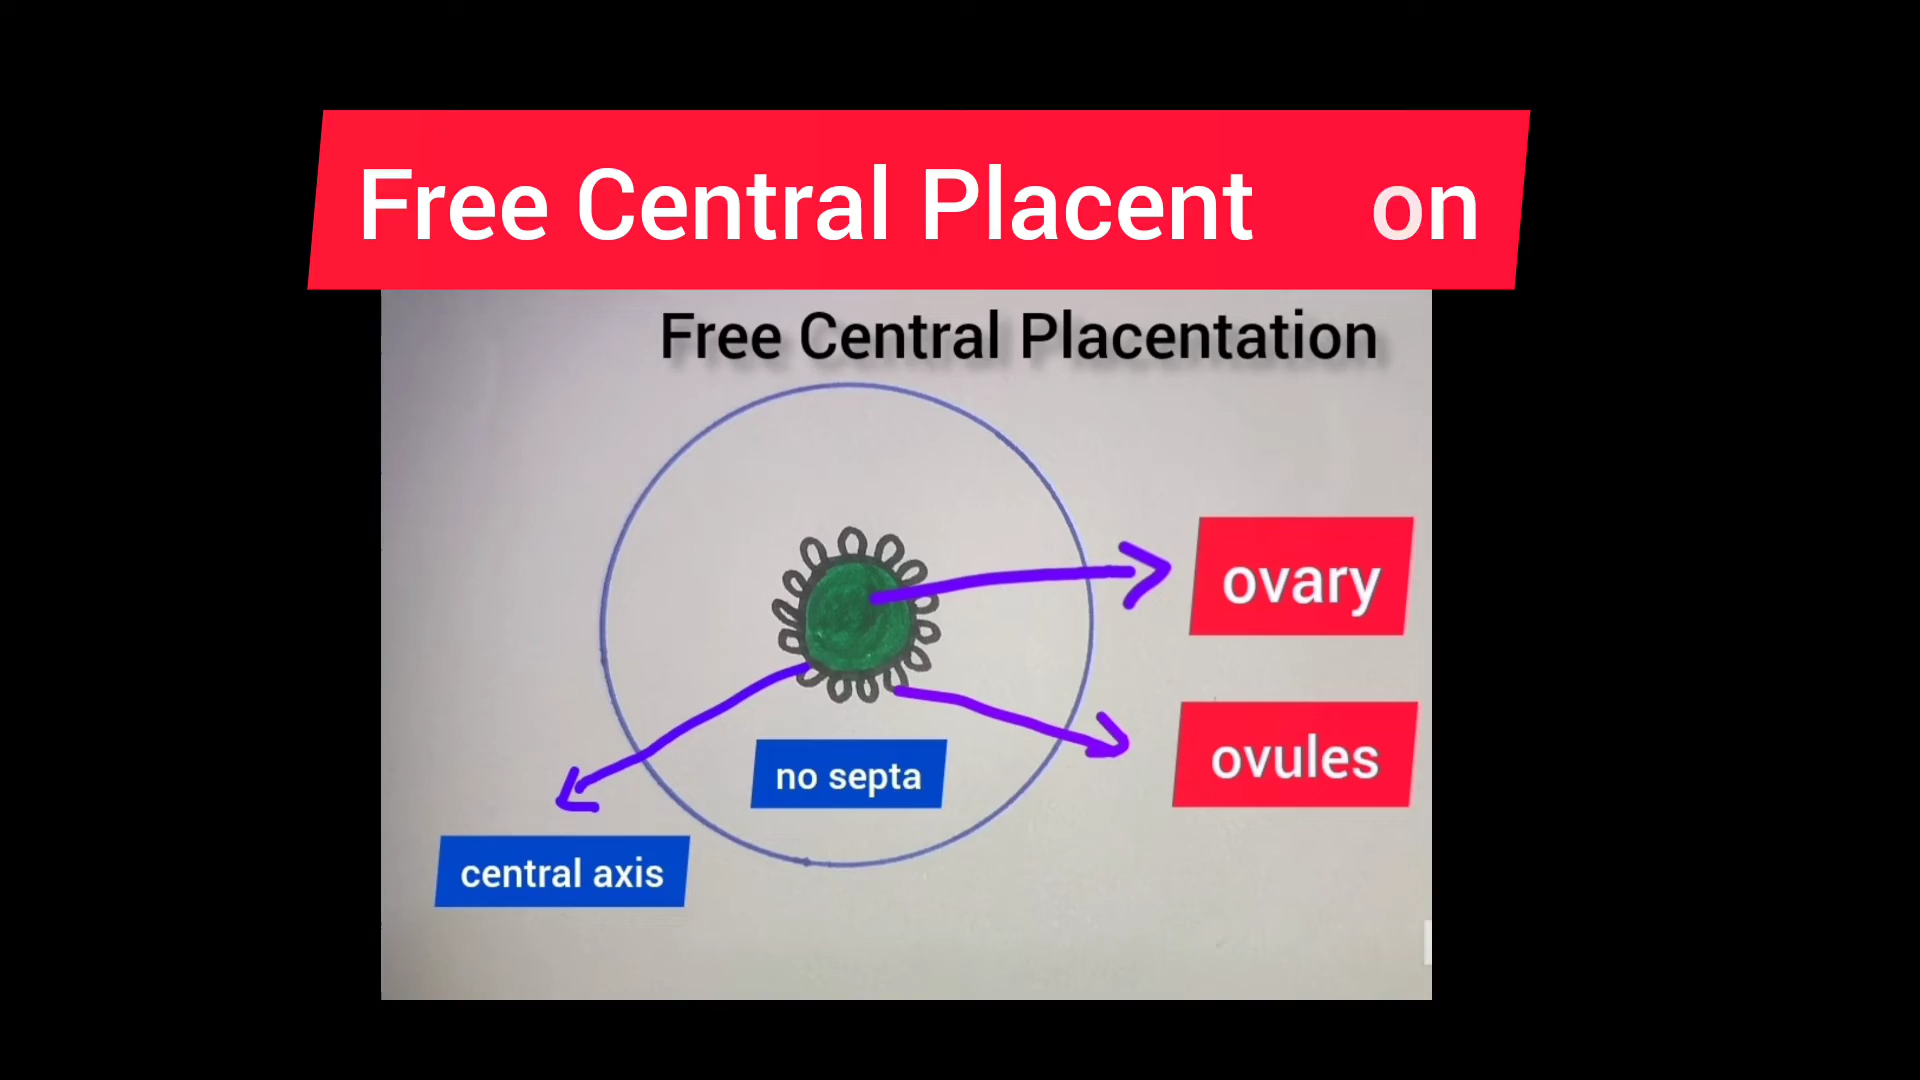 Free Central Placent on
Free Central Placentation
ovary
ovules
no septa
central axis